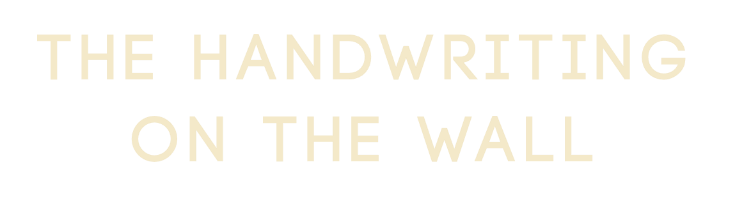 THE HANDWRITING
ON THE WALL